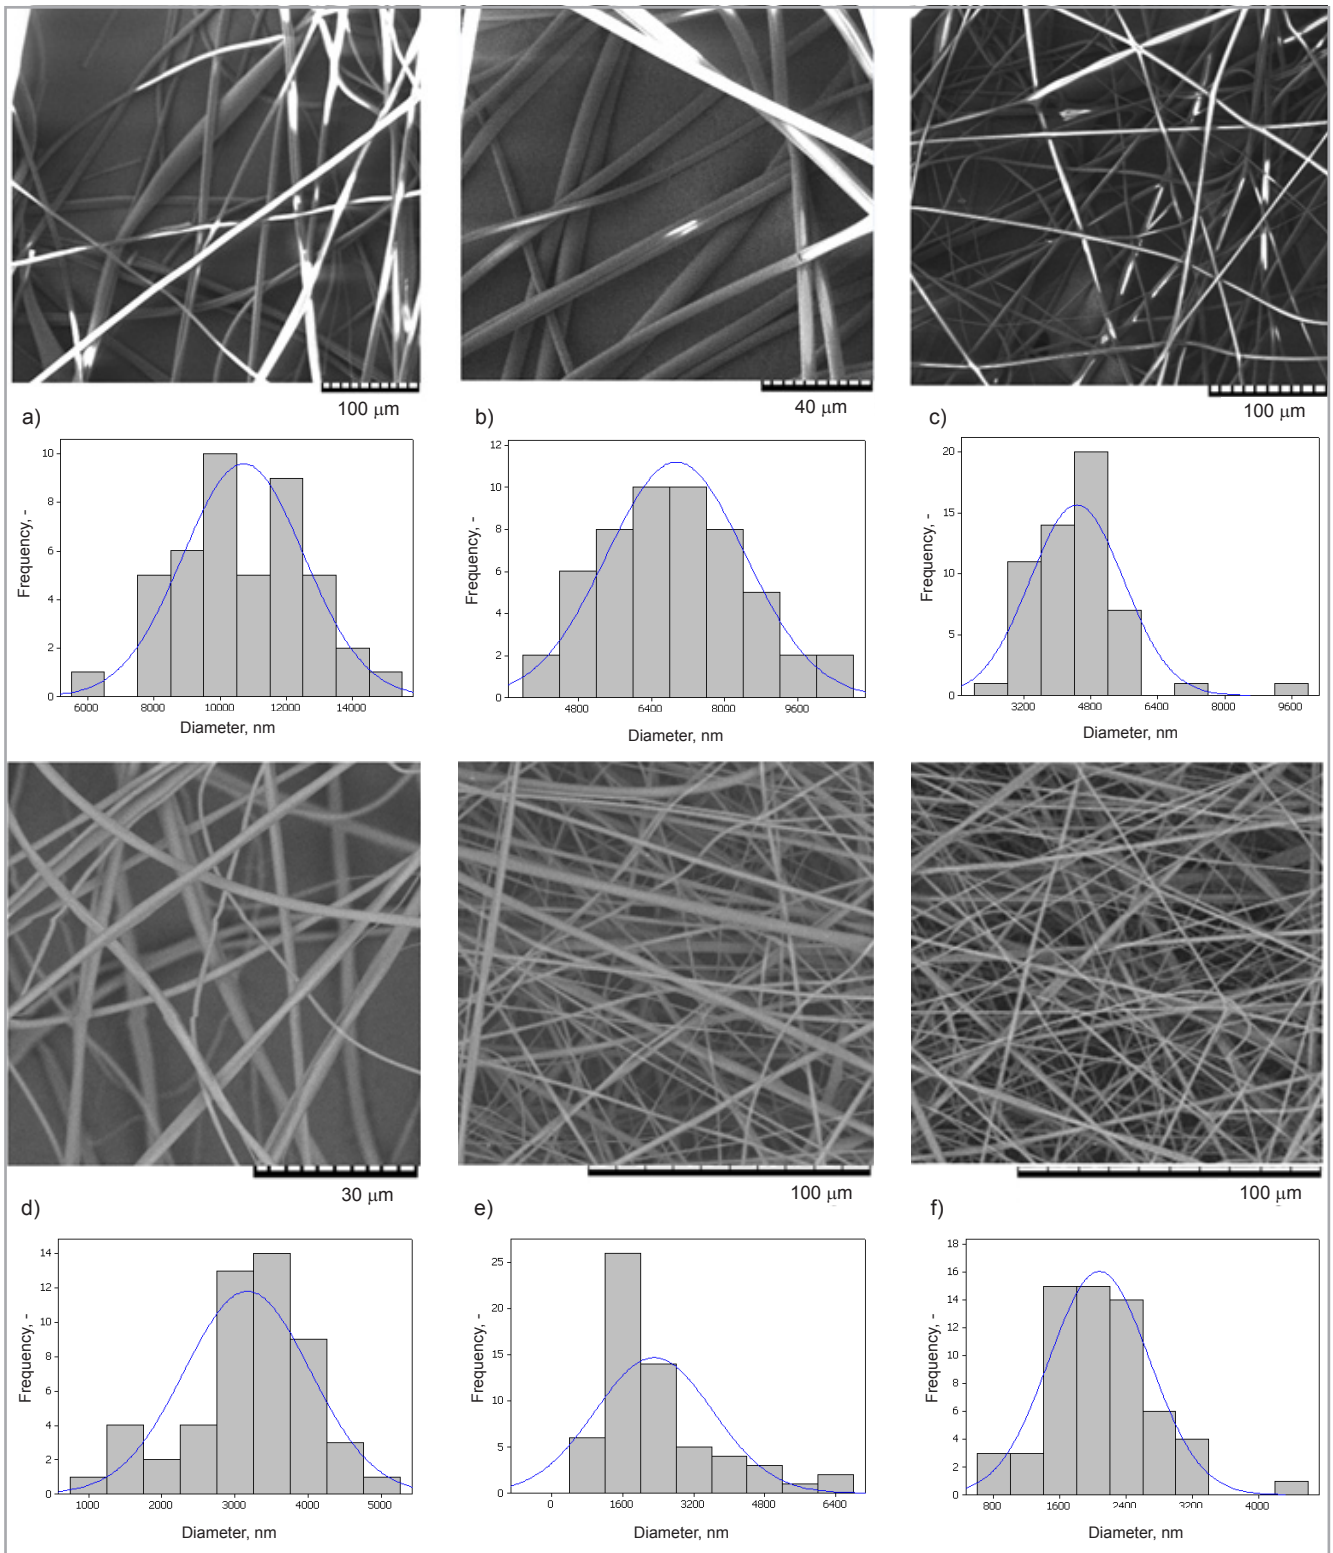 100 μm
40 μm
100 μm
a)
b)
c)
Frequency, -
10
8
6
4
2
0
6000 8000 10000 12000 14000
Diameter, nm
Frequency, -
12
10
8
6
4
2
0
4800 6400 8000 9600
Diameter, nm
Frequency, -
20
15
10
5
0
3200 4800 6400 8000 9600
Diameter, nm
30 μm
100 μm
100 μm
d)
e)
f)
Frequency, -
14
12
10
8
6
4
2
0
1000 2000 3000 4000 5000
Diameter, nm
Frequency, -
25
20
15
10
5
0
0 1600 3200 4800 6400
Diameter, nm
Frequency, -
18
16
14
12
10
8
6
4
2
0
800 1600 2400 3200 4000
Diameter, nm